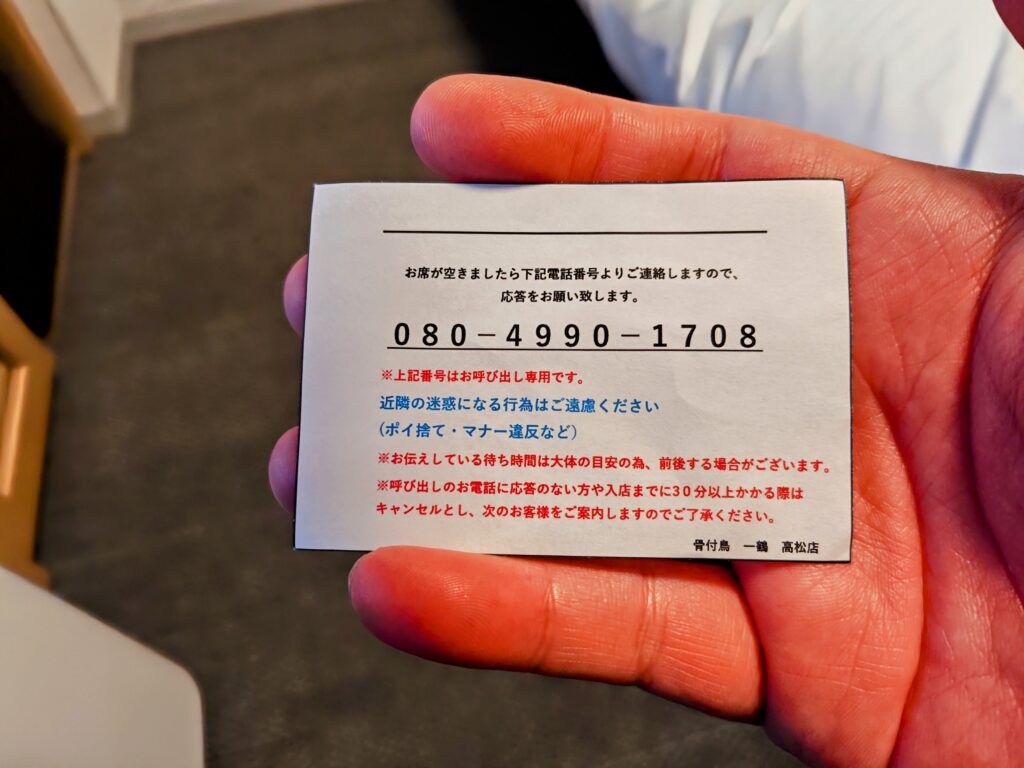 お席が空きましたら下記電話番号よりご連絡しますので、
応答をお願い致します。
080-4990-1708
※上記番号はお呼び出し専用です。
近隣の迷惑になる行為はご遠慮ください
(ポイ捨て・マナー違反など)
※お伝えしている待ち時間は大体の目安の為、前後する場合がございます。
※呼び出しのお電話に応答のない方や入店までに30分以上かかる際は
キャンセルとし、次のお客様をご案内しますのでご了承ください。
骨付鳥 一鶴 高松店